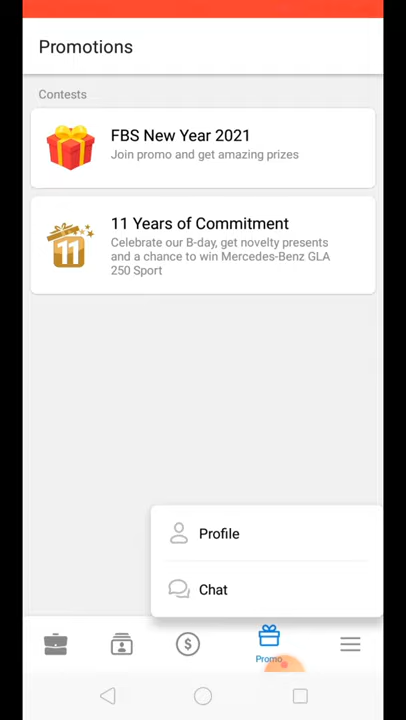 Promotions
Contests
FBS New Year 2021
Join promo and get amazing prizes
11 Years of Commitment
11
Celebrate our B-day, get novelty presents
and a chance to win Mercedes-Benz GLA
250 Sport
Profile
Chat
$
Promo